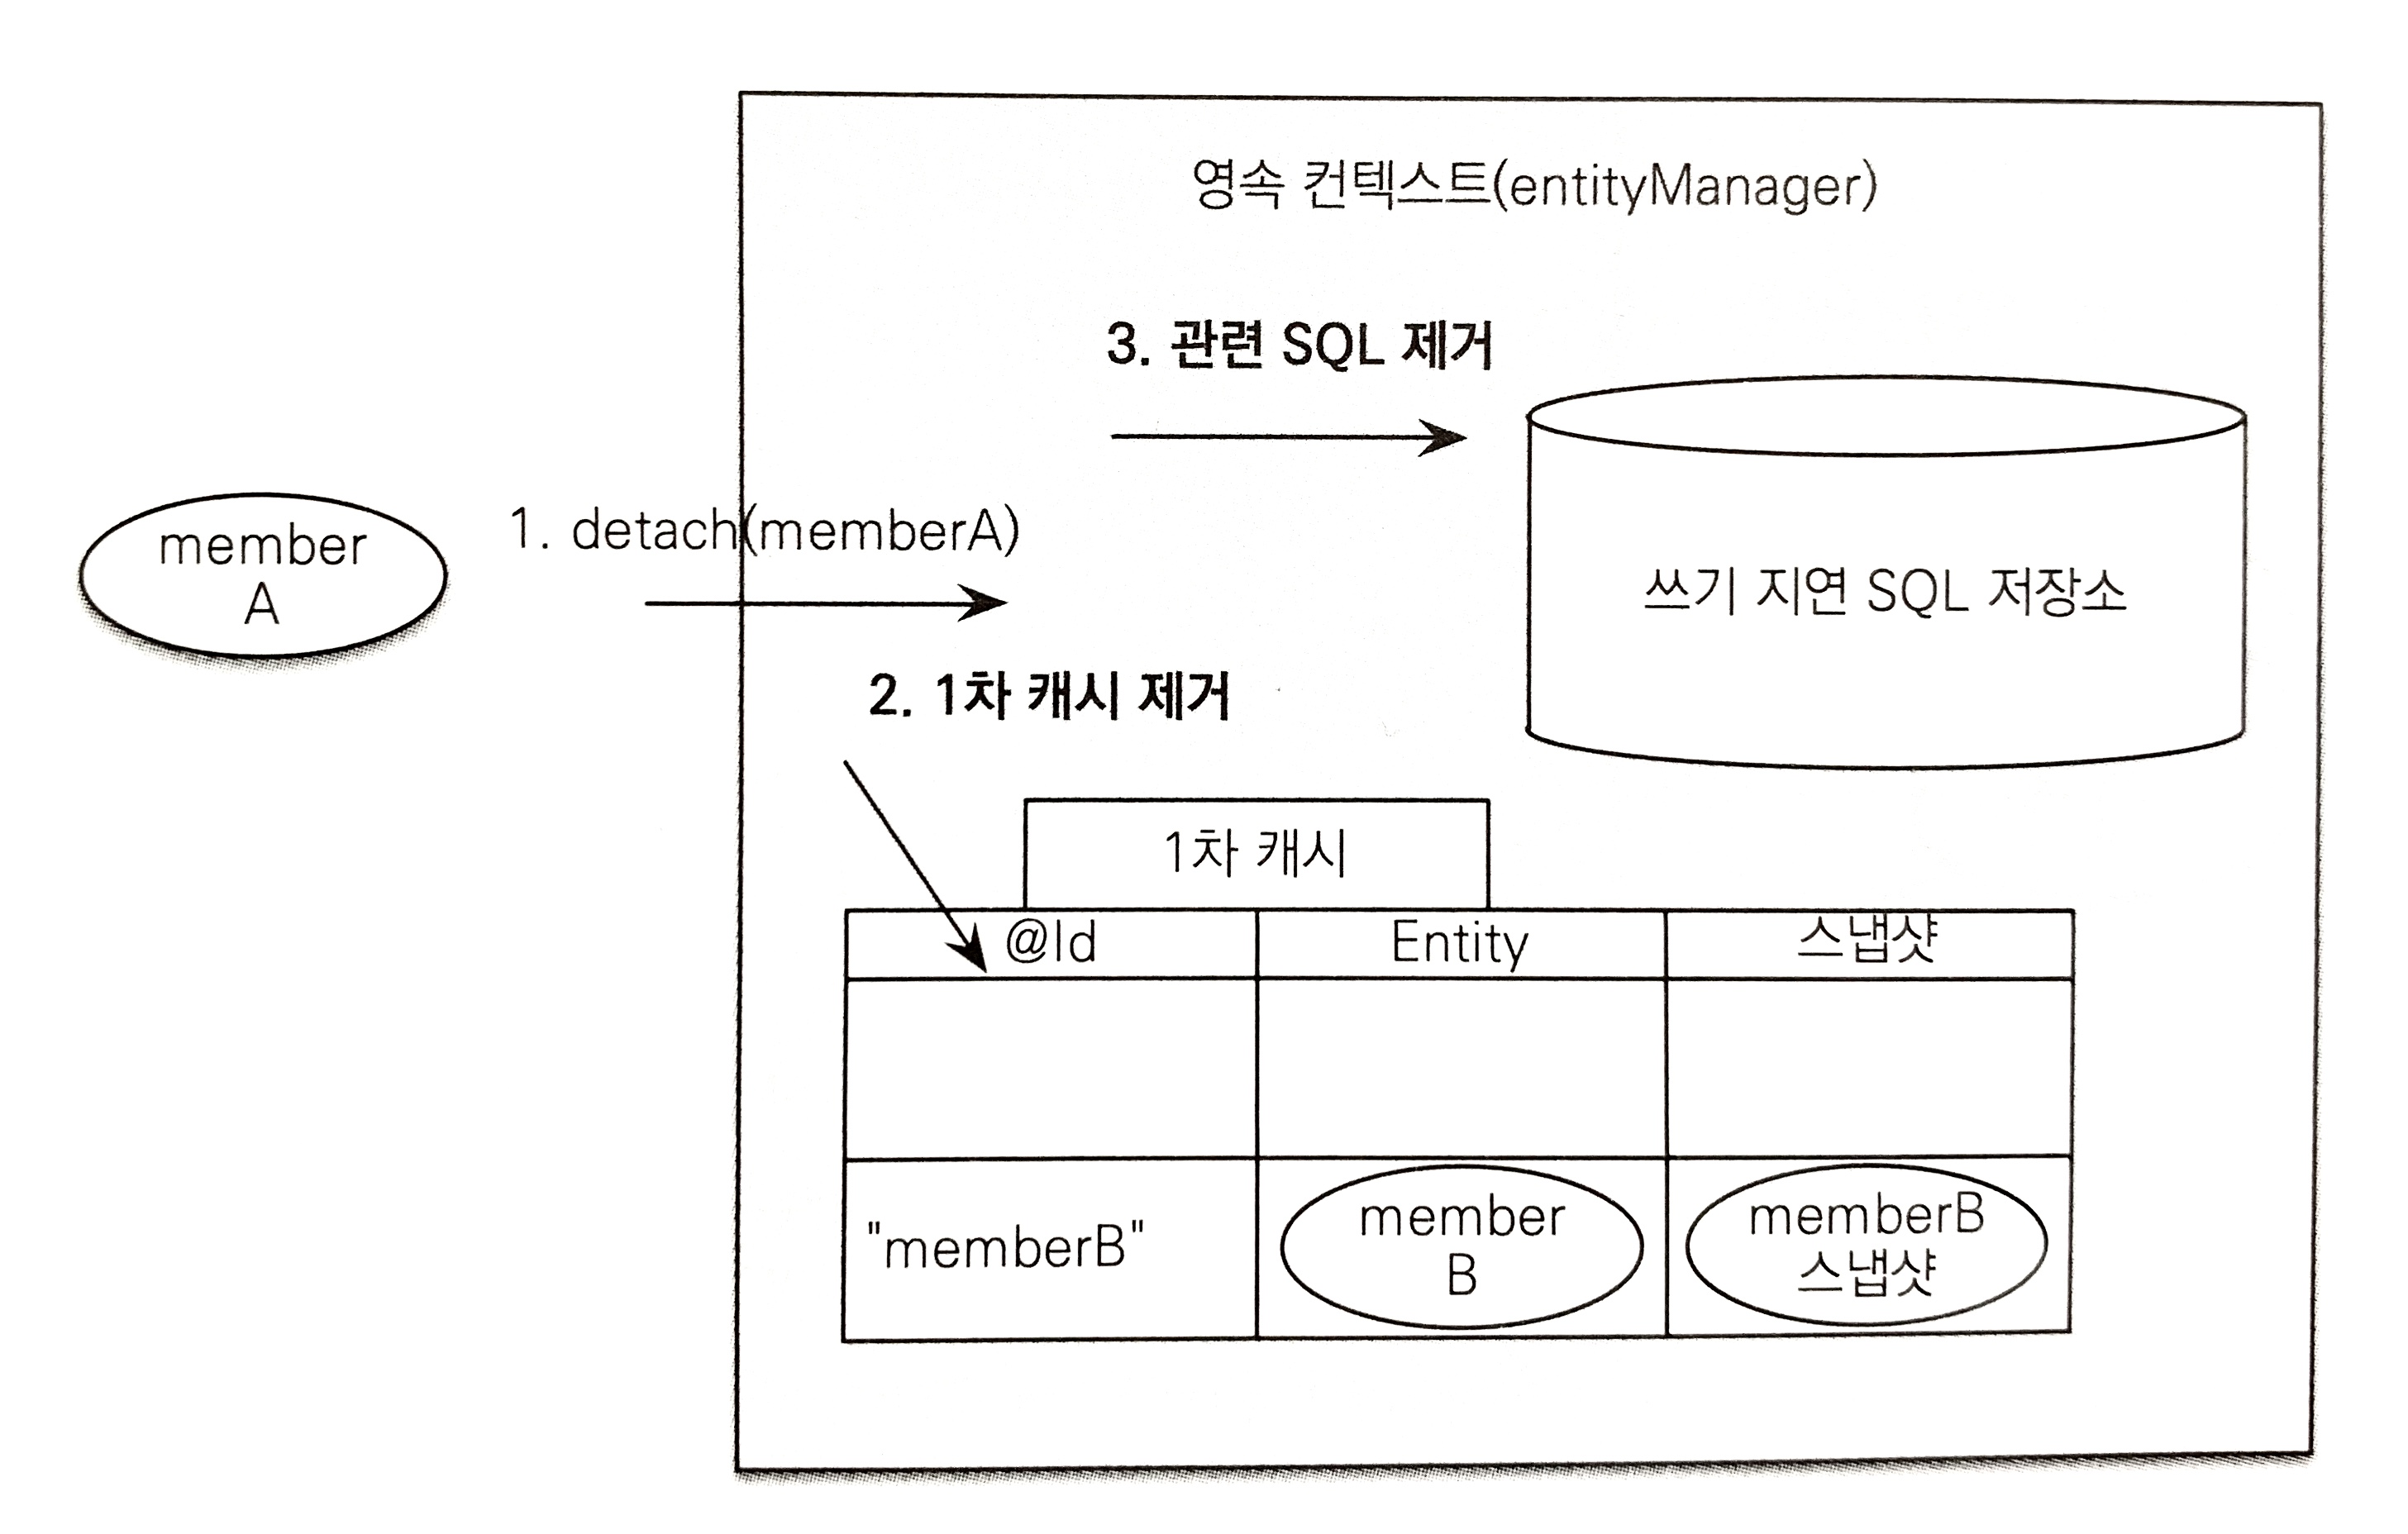 영속 컨텍스트(entityManager)
3. 관련 SQL 제거
member
A
1. detach(memberA)
쓰기 지연 SQL 저장소
2. 1차 캐시 제거
1차 캐시
@Id Entity 스냅샷
"memberB"
member
B
memberB
스냅샷